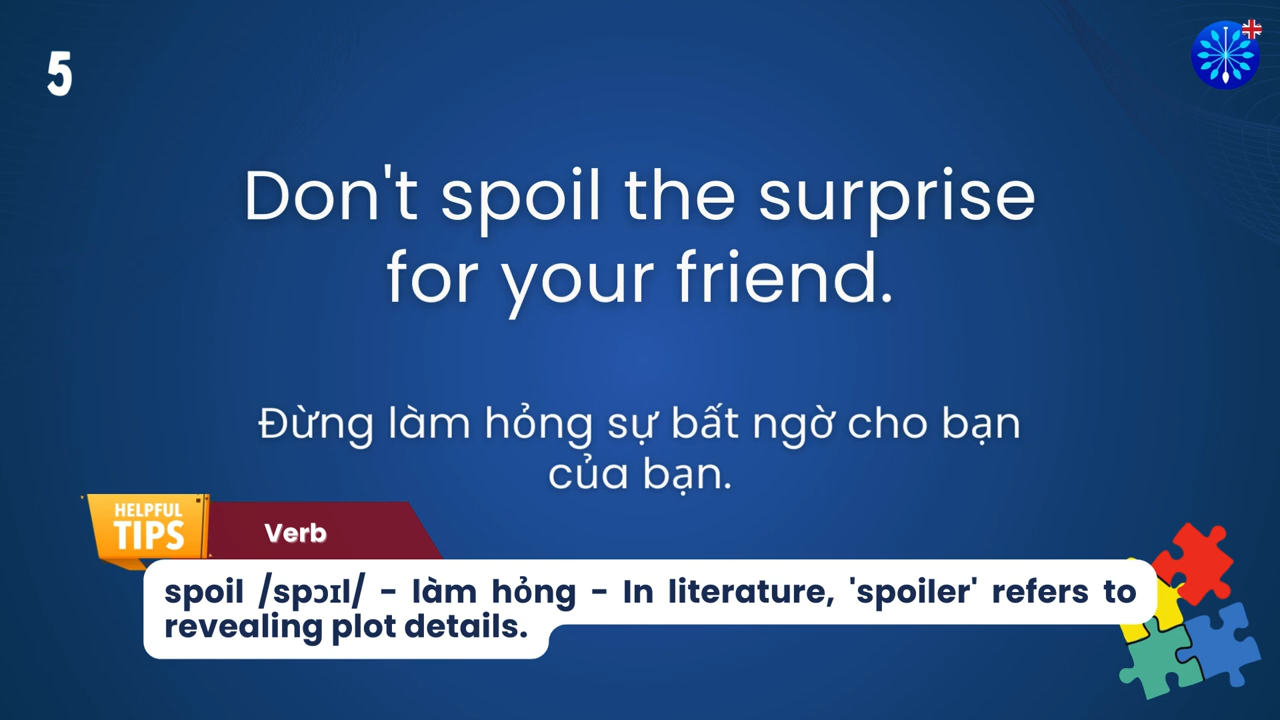 5
Don't spoil the surprise
for your friend.
Đừng làm hỏng sự bất ngờ cho bạn
của bạn.
HELPFUL
TIPS
Verb
spoil /spɔɪl/ - làm hỏng - In literature, 'spoiler' refers to
revealing plot details.